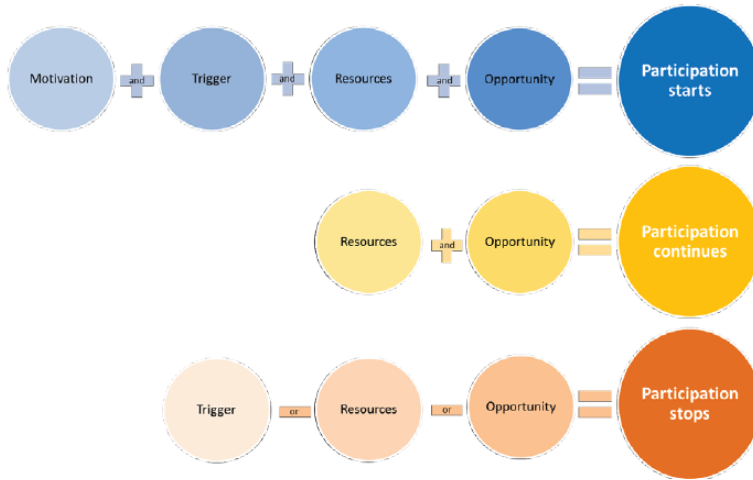 Motivation and Trigger and Resources and Opportunity Participation
starts
Resources and Opportunity Participation
continues
Trigger or Resources or Opportunity Participation
stops